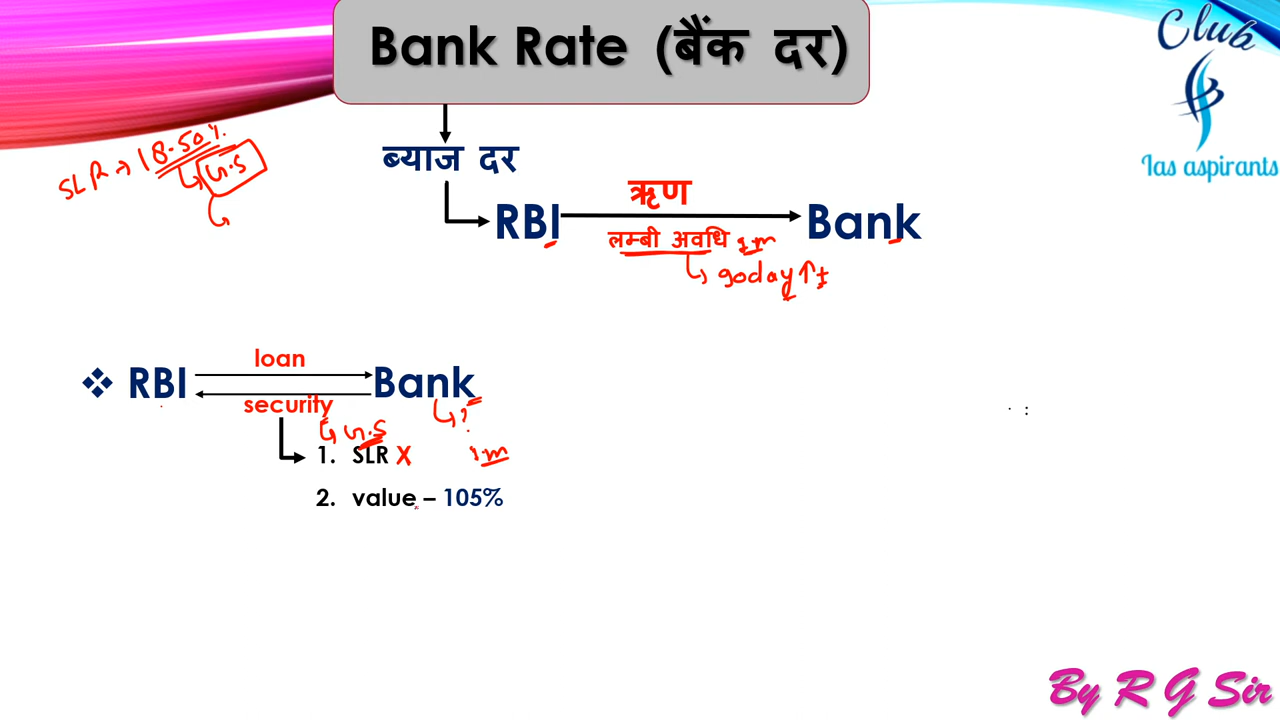 Bank Rate (बैंक दर)
Club
Ias aspirants
ब्याज दर
SLR → 18.50%
G.S
RBI ऋण Bank
लम्बी अवधि
90day↑
RBI loan Bank
security
G.S
?
1. SLR X
2. value – 105%
By R G Sir